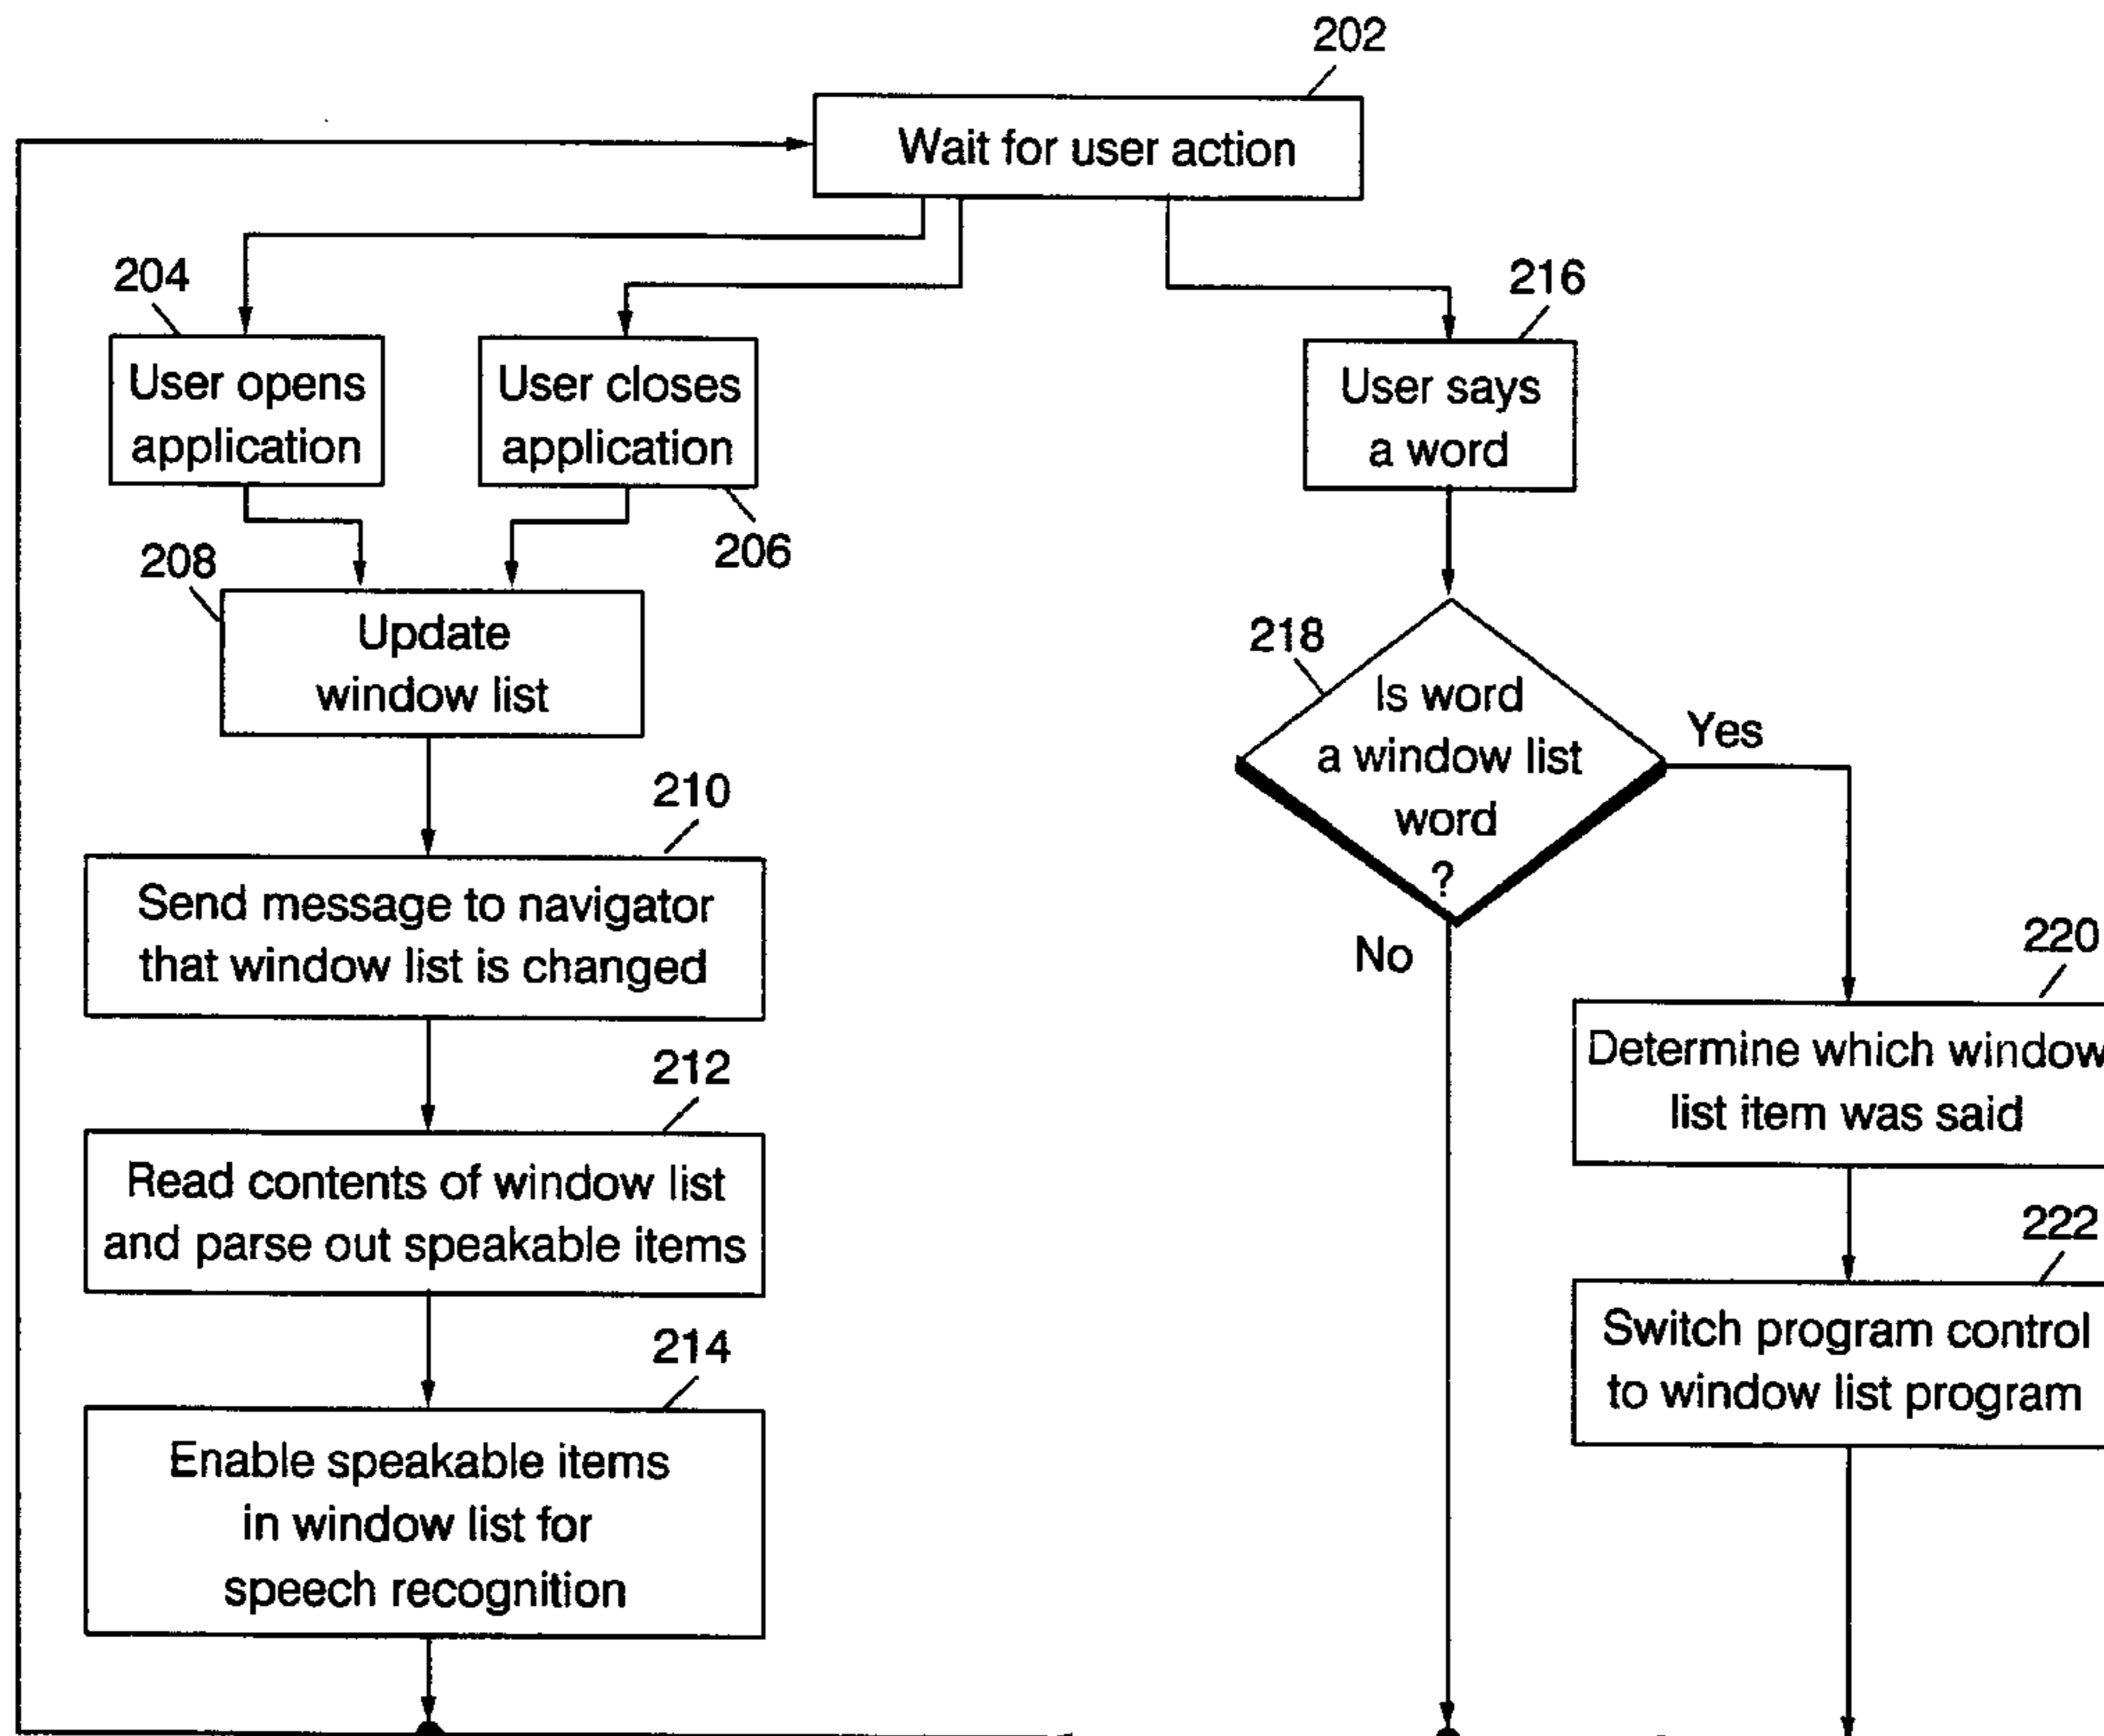 202
Wait for user action
204
User opens
application
User closes
application
206
216
User says
a word
208
Update
window list
218
Is word
a window list
word
?
Yes
No
210
Send message to navigator
that window list is changed
220
Determine which window
list item was said
212
Read contents of window list
and parse out speakable items
222
Switch program control
to window list program
214
Enable speakable items
in window list for
speech recognition